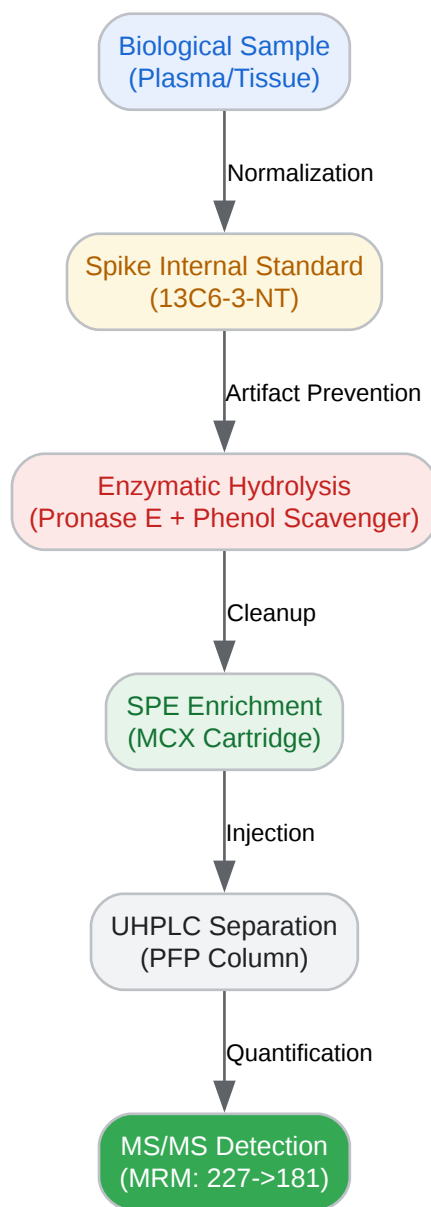 Biological Sample
(Plasma/Tissue)
Normalization
Spike Internal Standard
(13C6-3-NT)
Artifact Prevention
Enzymatic Hydrolysis
(Pronase E + Phenol Scavenger)
Cleanup
SPE Enrichment
(MCX Cartridge)
Injection
UHPLC Separation
(PFP Column)
Quantification
MS/MS Detection
(MRM: 227->181)